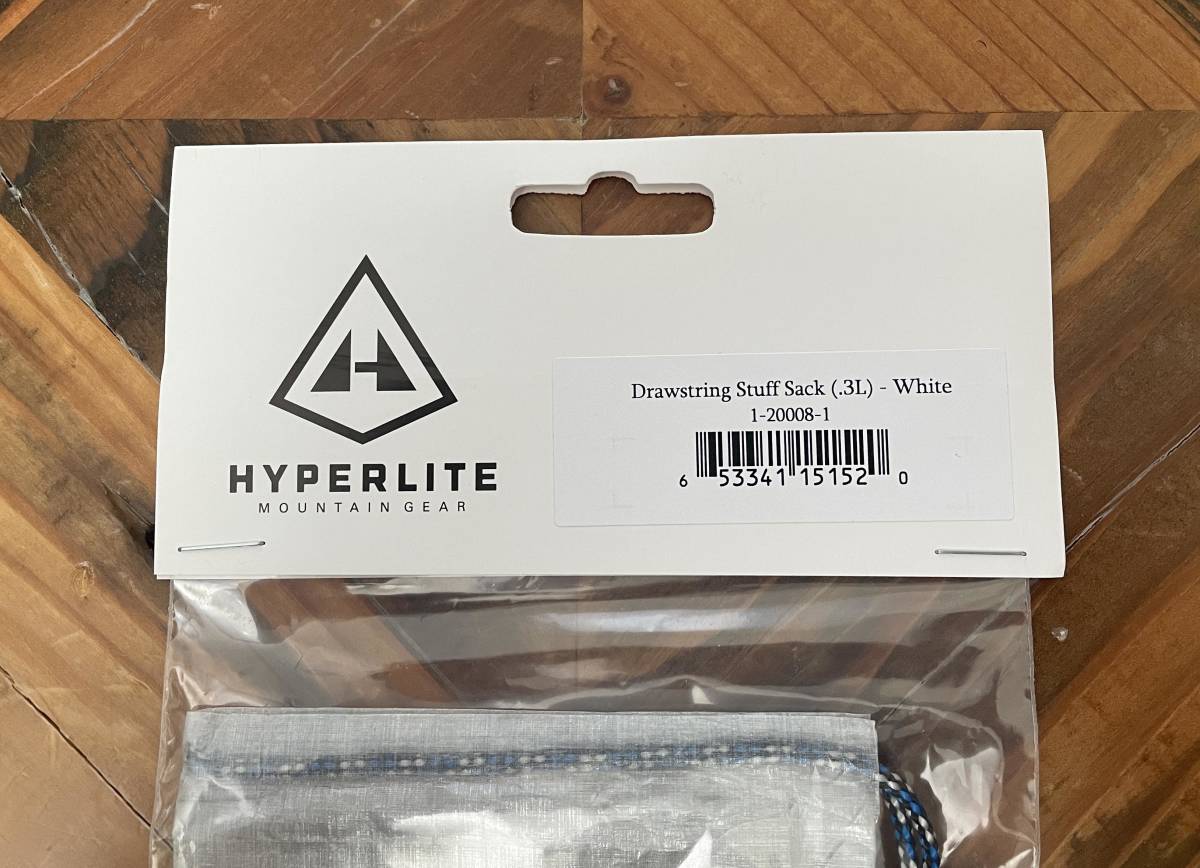 HYPERLITE
MOUNTAIN GEAR
Drawstring Stuff Sack (.3L) - White
1-20008-1
6 53341 15152 0